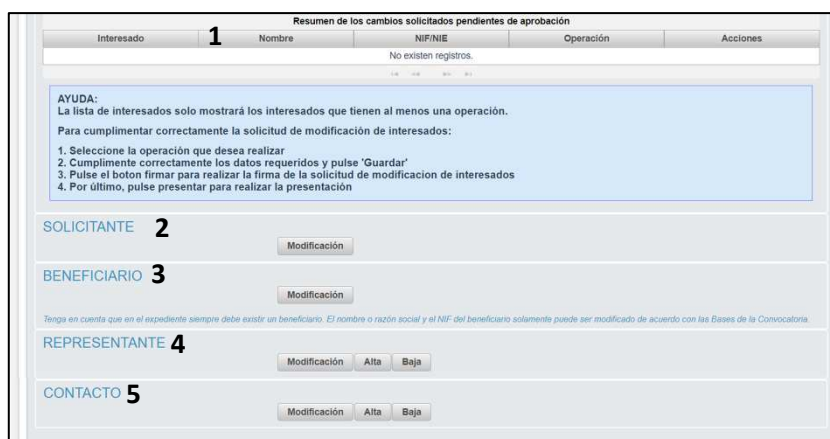 Resumen de los cambios solicitados pendientes de aprobación
Interesado 1 Nombre NIF/NIE Operación Acciones
No existen registros.
AYUDA:
La lista de interesados solo mostrará los interesados que tienen al menos una operación.
Para cumplimentar correctamente la solicitud de modificación de interesados:
1. Seleccione la operación que desea realizar
2. Cumplimente correctamente los datos requeridos y pulse 'Guardar'
3. Pulse el boton firmar para realizar la firma de la solicitud de modificacion de interesados
4. Por último, pulse presentar para realizar la presentación
SOLICITANTE 2
Modificación
BENEFICIARIO 3
Modificación
Tenga en cuenta que en el expediente siempre debe existir un beneficiario. El nombre o razón social y el NIF del beneficiario solamente puede ser modificado de acuerdo con las Bases de la Convocatoria.
REPRESENTANTE 4
Modificación Alta Baja
CONTACTO 5
Modificación Alta Baja